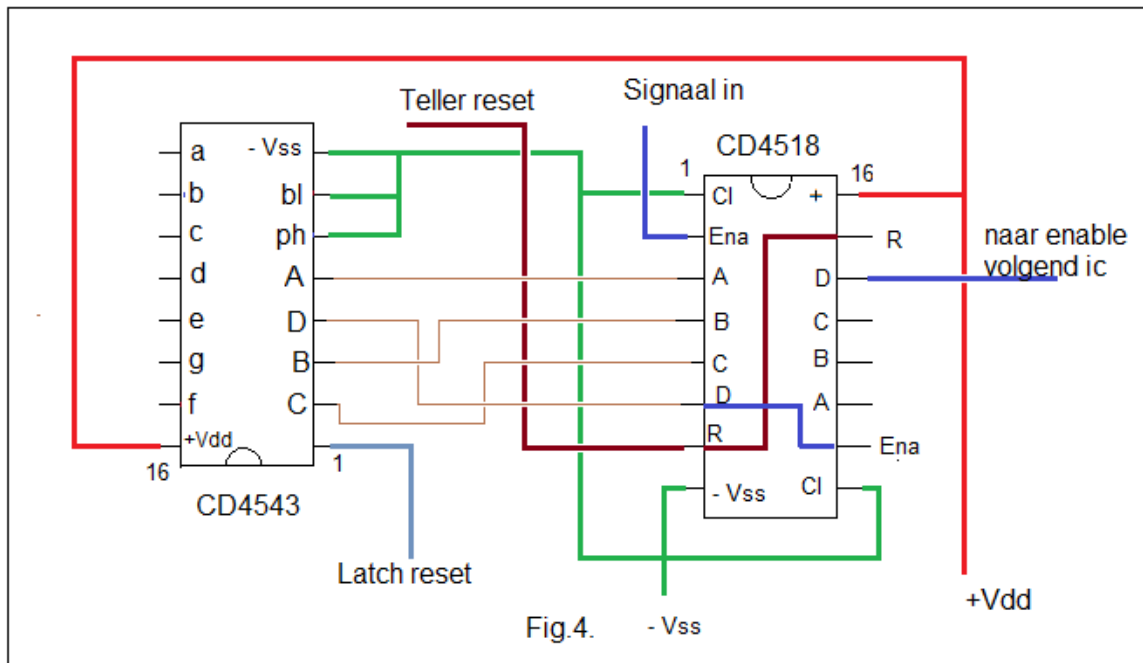 Teller reset
Signaal in
CD4518
a
b
c
d
e
g
f
+Vdd
16
- Vss
bl
ph
A
D
B
C
1
CD4543
Latch reset
1
Cl
Ena
A
B
C
D
R
- Vss
16
+
R
D
C
B
A
Ena
Cl
naar enable
volgend ic
+Vdd
- Vss
Fig.4.